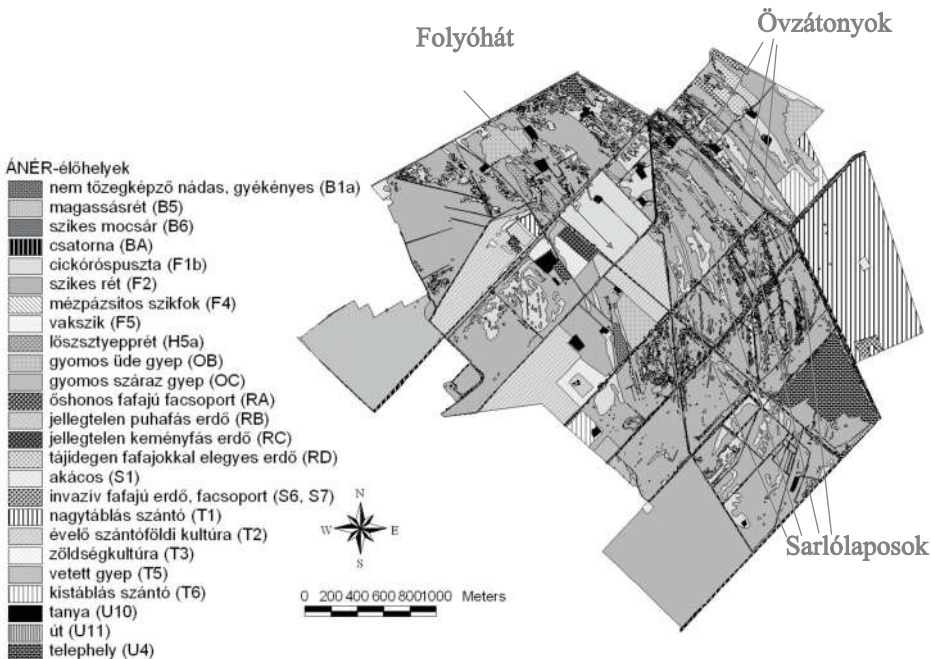 Folyóhát
Övzátonyok
ÁNÉR-élőhelyek
nem tőzegképző nádas, gyékényes (B1a)
magassásrét (B5)
szikes mocsár (B6)
csatorna (BA)
cickóróspuszta (F1b)
szikes rét (F2)
mézpázsitos szikfok (F4)
vakszik (F5)
löszsztyepprét (H5a)
gyomos üde gyep (OB)
gyomos száraz gyep (OC)
őshonos fafajú facsoport (RA)
jellegtelen puhafás erdő (RB)
jellegtelen keményfás erdő (RC)
tájidegen fafajokkal elegyes erdő (RD)
akácos (S1)
invazív fafajú erdő, facsoport (S6, S7)
nagytáblás szántó (T1)
évelő szántóföldi kultúra (T2)
zöldségkultúra (T3)
vetett gyep (T5)
kistáblás szántó (T6)
tanya (U10)
út (U11)
telephely (U4)
N
W E
S
0 200 400 600 800 1000 Meters
Sarlólaposok